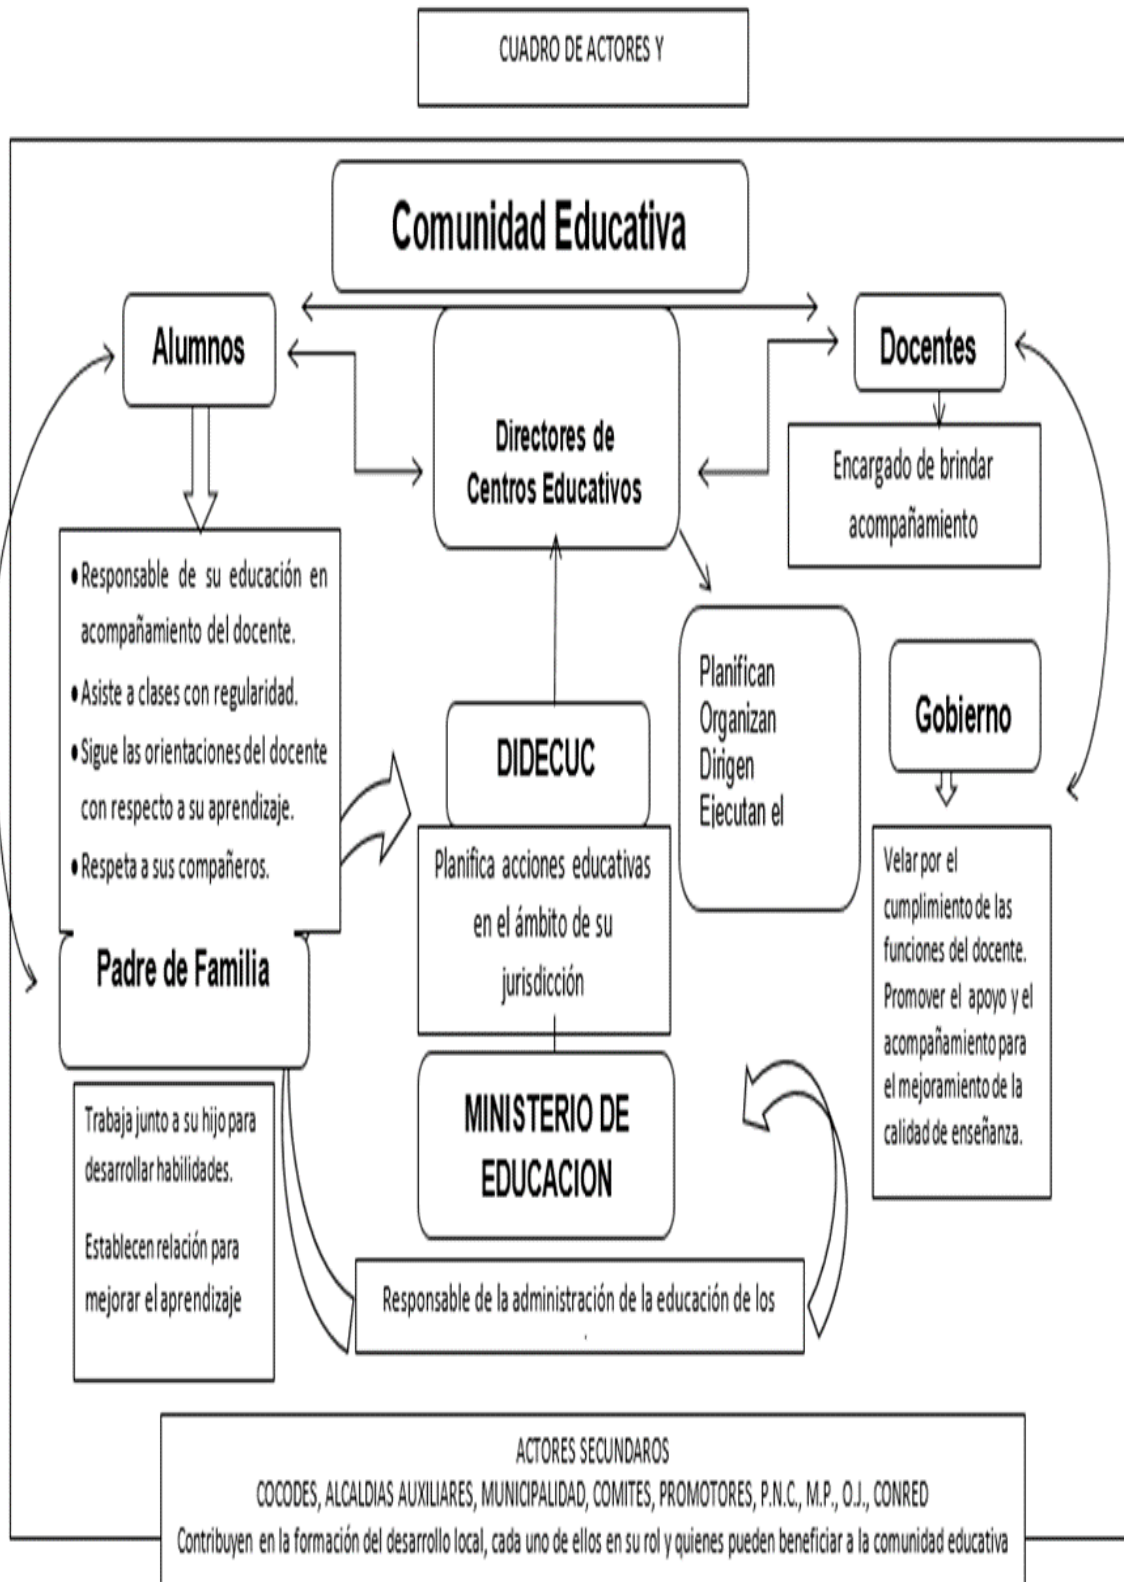 CUADRO DE ACTORES Y
Comunidad Educativa
Alumnos
Docentes
Directores de
Centros Educativos
Encargado de brindar
acompañamiento
• Responsable de su educación en
acompañamiento del docente.
• Asiste a clases con regularidad.
• Sigue las orientaciones del docente
con respecto a su aprendizaje.
• Respeta a sus compañeros.
Planifican
Organizan
Dirigen
Ejecutan el
Gobierno
DIDECUC
Planifica acciones educativas
en el ámbito de su
jurisdicción
Velar por el
cumplimiento de las
funciones del docente.
Promover el apoyo y el
acompañamiento para
el mejoramiento de la
calidad de enseñanza.
Padre de Familia
Trabaja junto a su hijo para
desarrollar habilidades.
Establecen relación para
mejorar el aprendizaje
MINISTERIO DE
EDUCACION
Responsable de la administración de la educación de los
.
ACTORES SECUNDAROS
COCODES, ALCALDIAS AUXILIARES, MUNICIPALIDAD, COMITES, PROMOTORES, P.N.C., M.P., O.J., CONRED
Contribuyen en la formación del desarrollo local, cada uno de ellos en su rol y quienes pueden beneficiar a la comunidad educativa